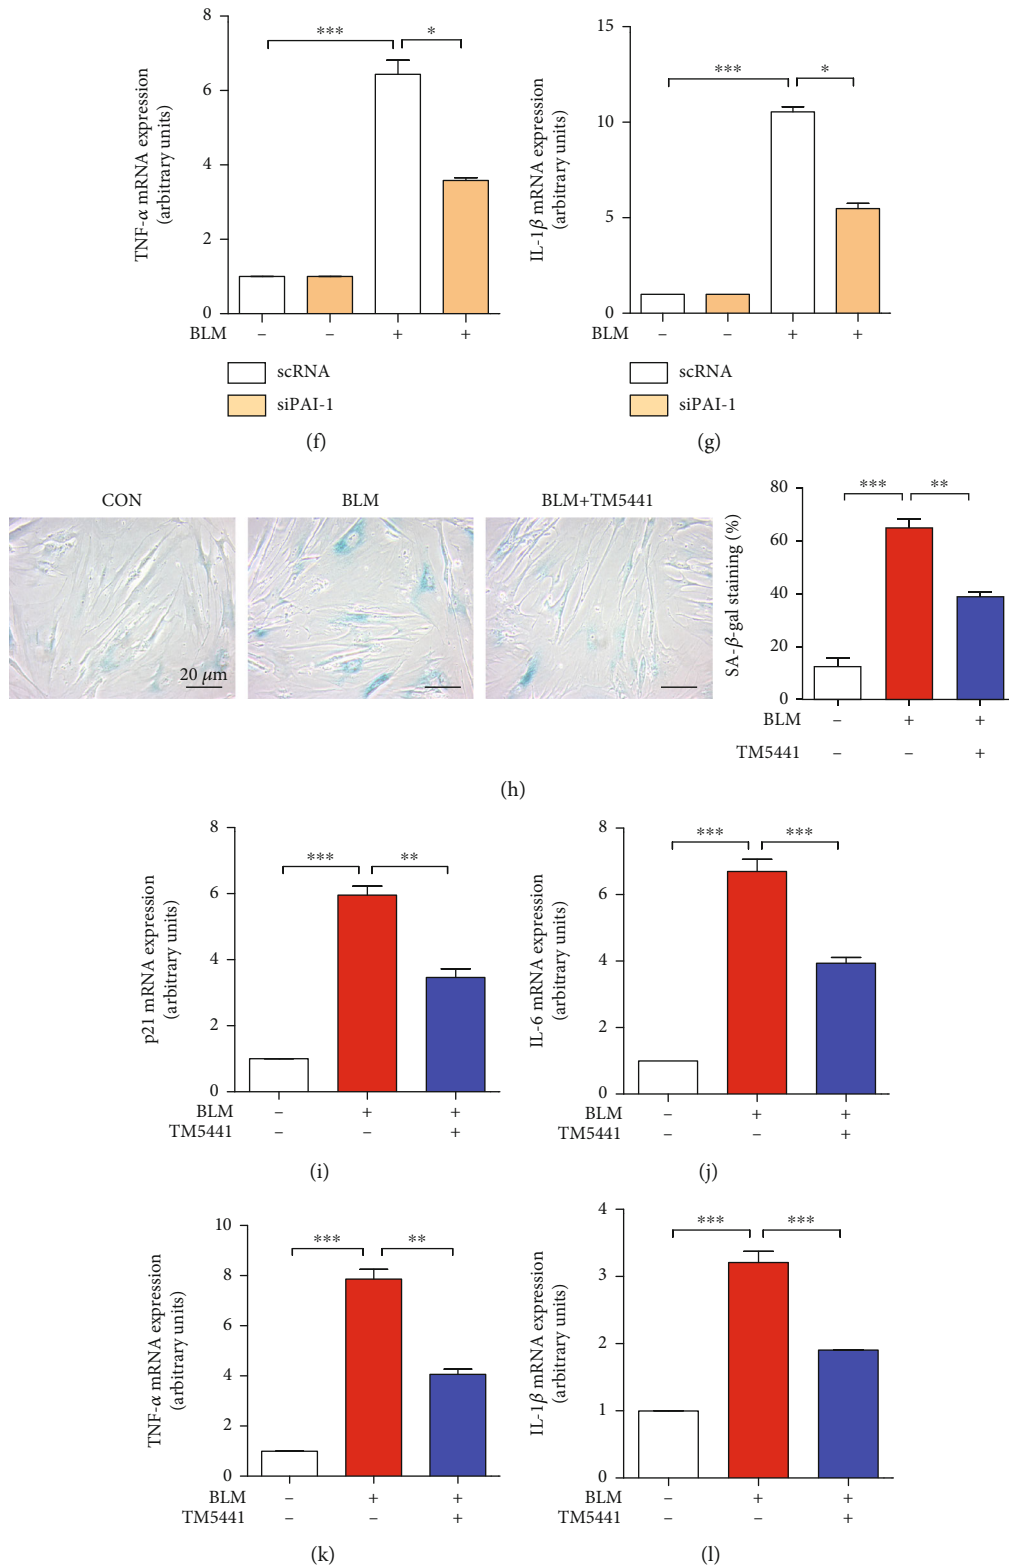 TNF-α mRNA expression
(arbitrary units)
8
6
4
2
0
***
*
BLM – – + +
scRNA
siPAI-1
(f)
IL-1β mRNA expression
(arbitrary units)
15
10
5
0
***
*
BLM – – + +
scRNA
siPAI-1
(g)
CON
BLM
BLM+TM5441
20 μm
SA-β-gal staining (%)
80
60
40
20
0
***
**
BLM – + +
TM5441 – – +
(h)
p21 mRNA expression
(arbitrary units)
8
6
4
2
0
***
**
BLM – + +
TM5441 – – +
(i)
IL-6 mRNA expression
(arbitrary units)
8
6
4
2
0
***
***
BLM – + +
TM5441 – – +
(j)
TNF-α mRNA expression
(arbitrary units)
10
8
6
4
2
0
***
**
BLM – + +
TM5441 – – +
(k)
IL-1β mRNA expression
(arbitrary units)
4
3
2
1
0
***
***
BLM – + +
TM5441 – – +
(l)